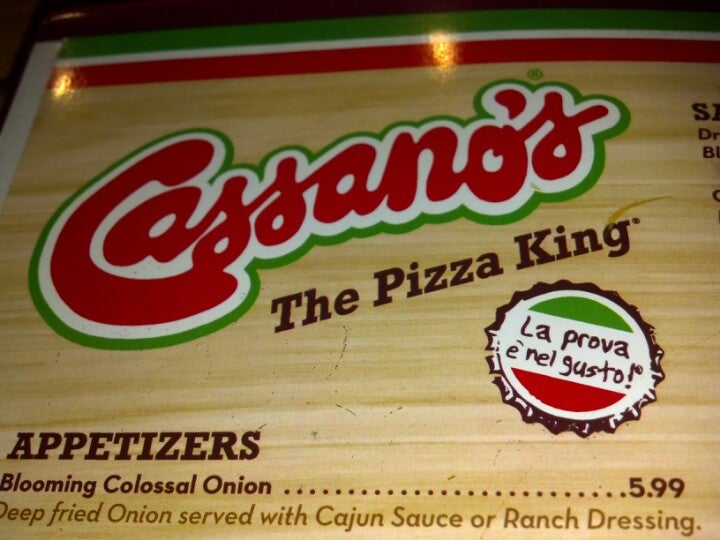 Cassano's®
The Pizza King®
La prova
è nel gusto!®
APPETIZERS
Blooming Colossal Onion ................................5.99
Deep fried Onion served with Cajun Sauce or Ranch Dressing.